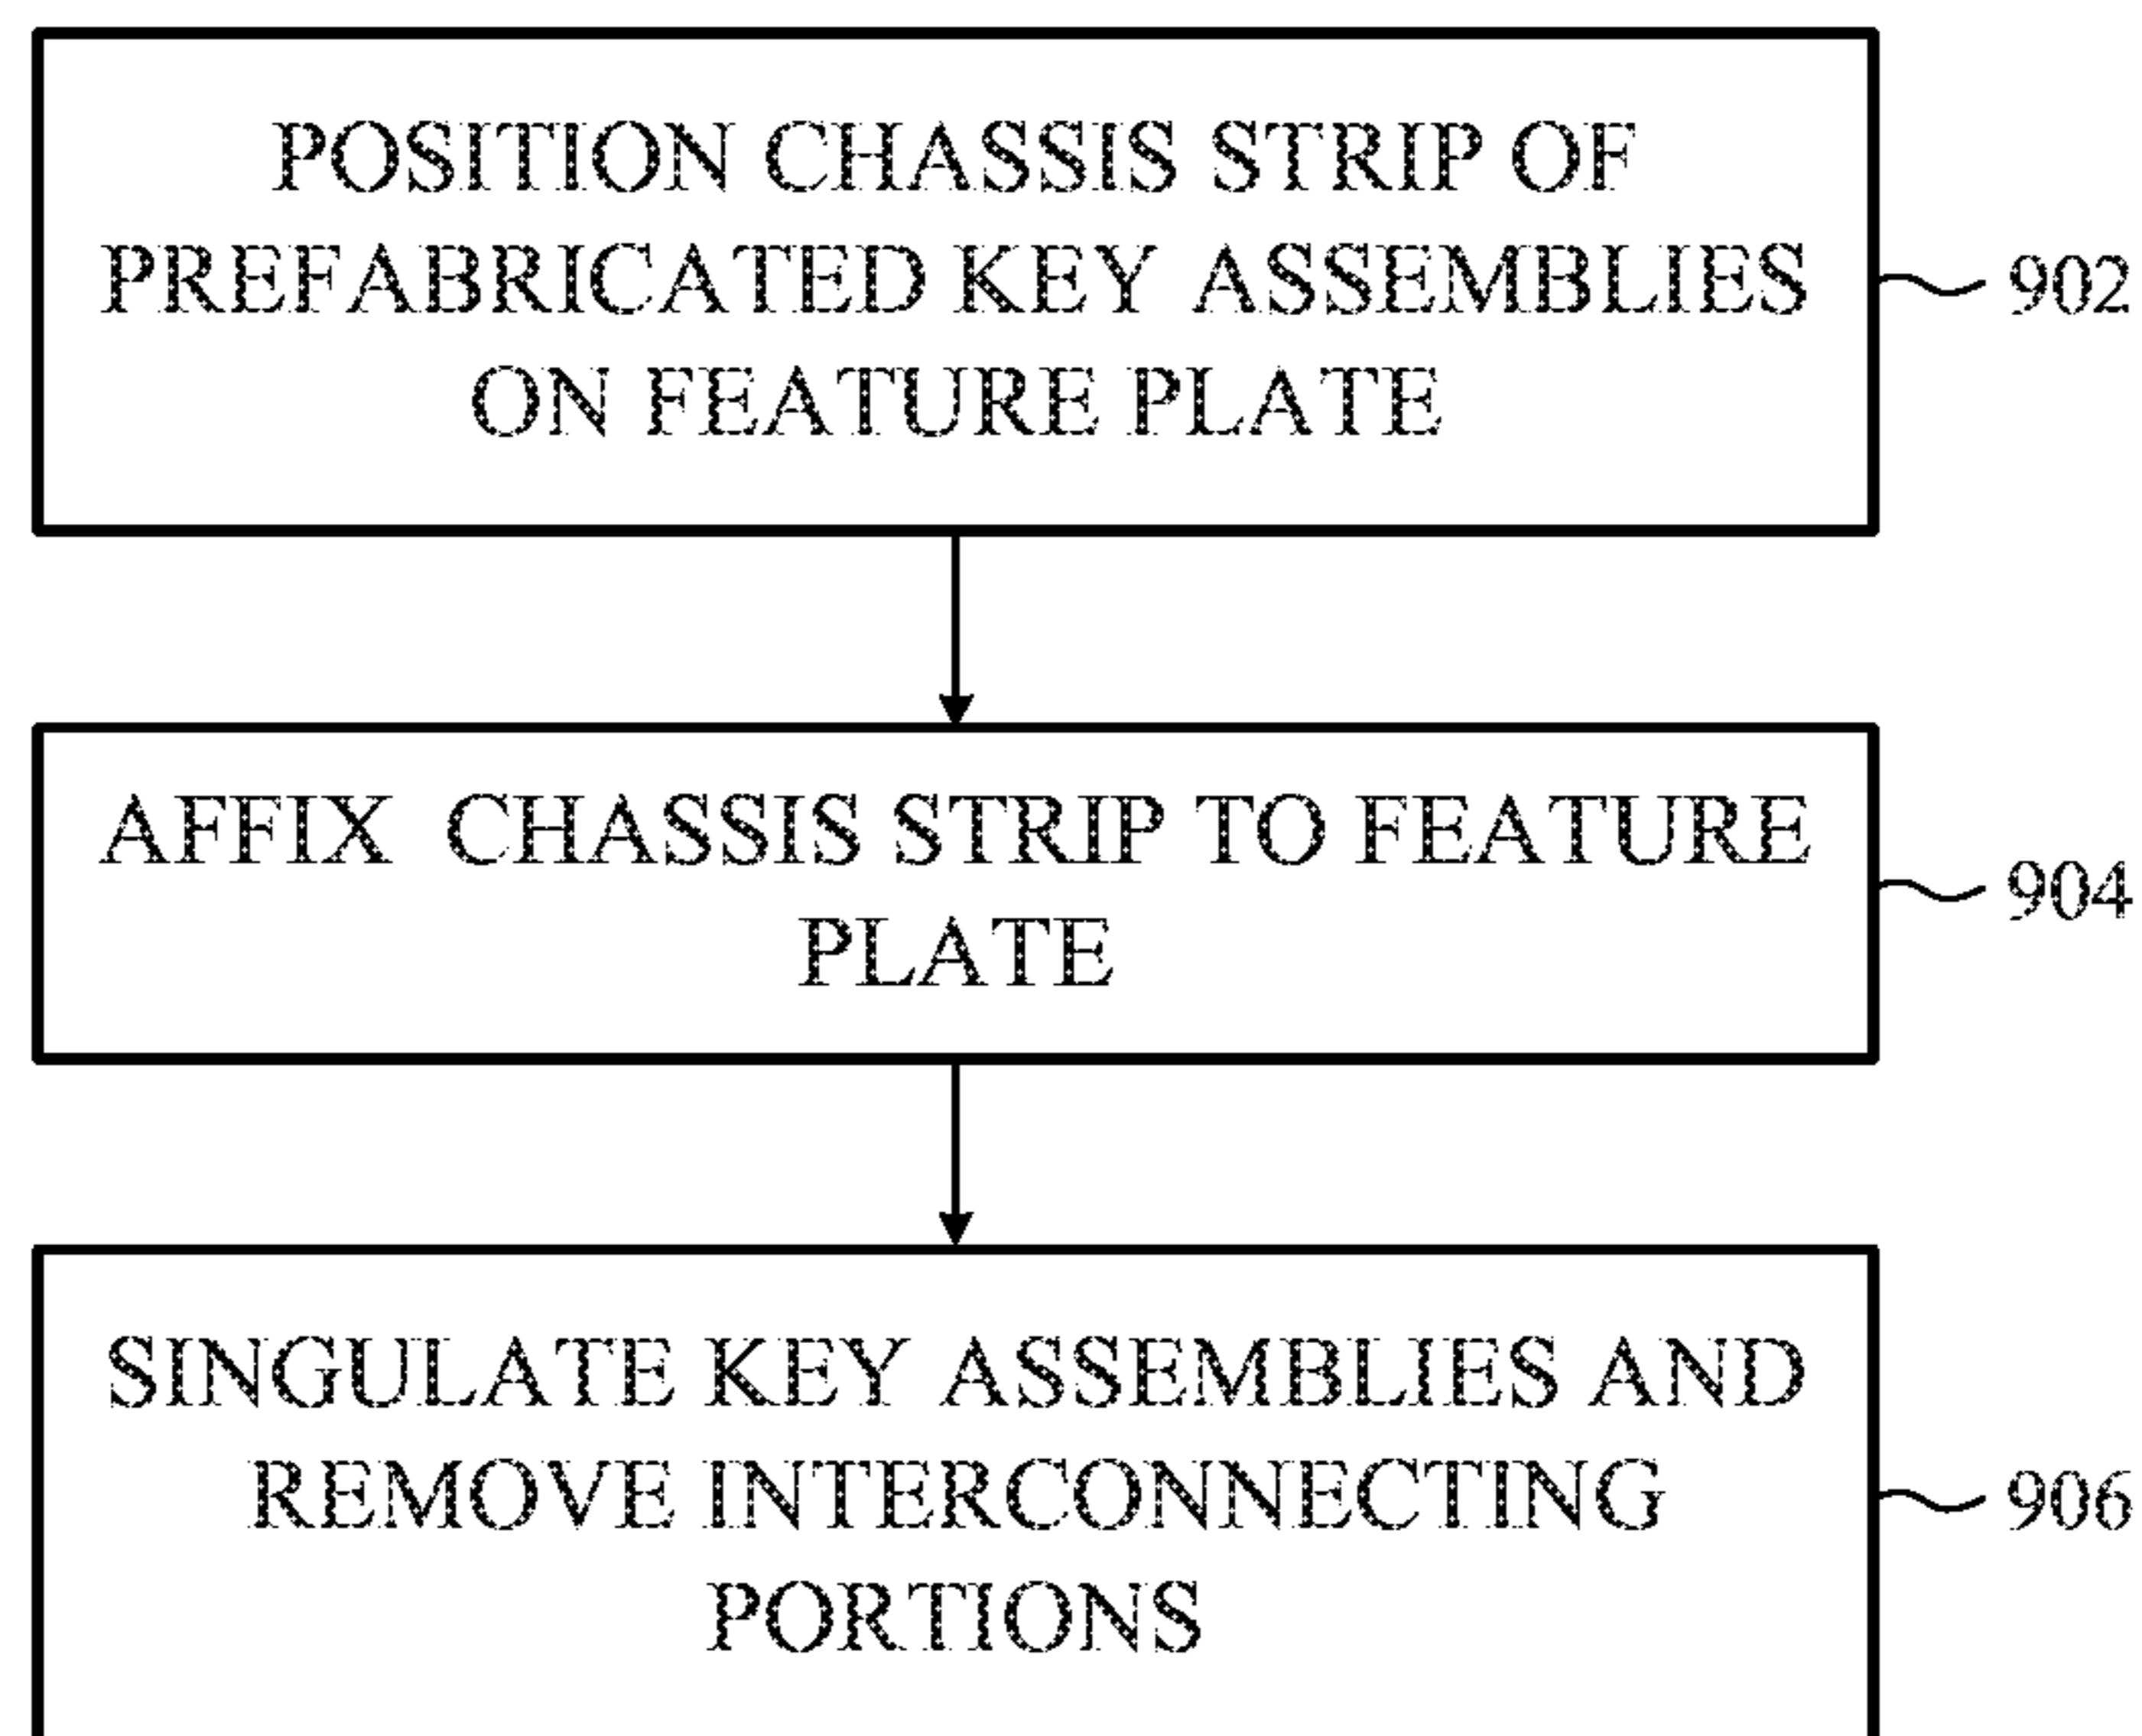 POSITION CHASSIS STRIP OF
PREFABRICATED KEY ASSEMBLIES
ON FEATURE PLATE
902
AFFIX CHASSIS STRIP TO FEATURE
PLATE
904
SINGULATE KEY ASSEMBLIES AND
REMOVE INTERCONNECTING
PORTIONS
906